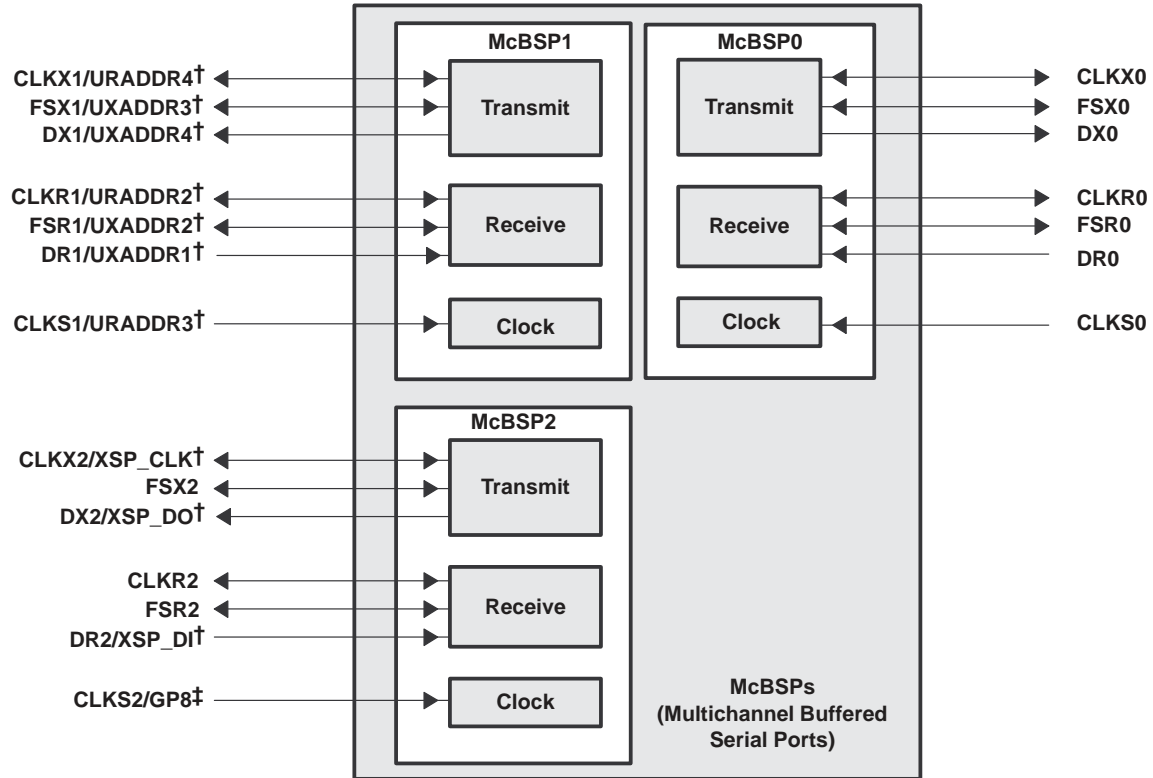 McBSP1
CLKX1/URADDR4†
FSX1/UXADDR3†
DX1/UXADDR4†
Transmit
CLKR1/URADDR2†
FSR1/UXADDR2†
DR1/UXADDR1†
Receive
CLKS1/URADDR3†
Clock
McBSP0
Transmit
CLKX0
FSX0
DX0
Receive
CLKR0
FSR0
DR0
Clock
CLKS0
McBSP2
CLKX2/XSP_CLK†
FSX2
DX2/XSP_DO†
Transmit
CLKR2
FSR2
DR2/XSP_DI†
Receive
CLKS2/GP8‡
Clock
McBSPs
(Multichannel Buffered
Serial Ports)